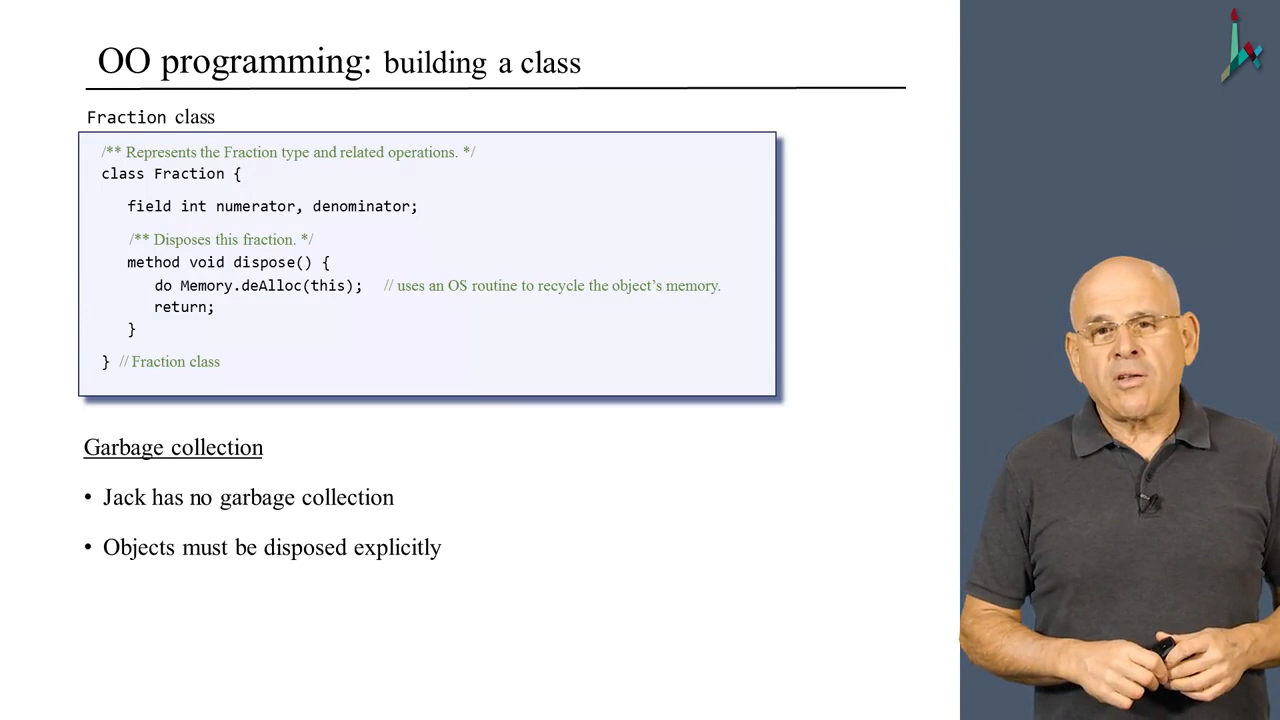 OO programming: building a class
Fraction class
/** Represents the Fraction type and related operations. */
class Fraction {
field int numerator, denominator;
/** Disposes this fraction. */
method void dispose() {
do Memory.deAlloc(this); // uses an OS routine to recycle the object’s memory.
return;
}
} // Fraction class
Garbage collection
• Jack has no garbage collection
• Objects must be disposed explicitly